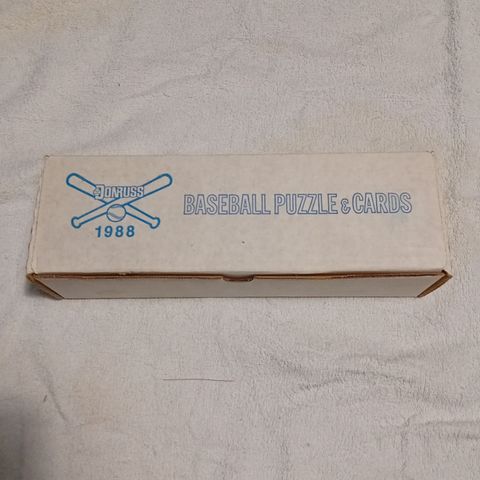 DONRUSS
1988
BASEBALL PUZZLE & CARDS